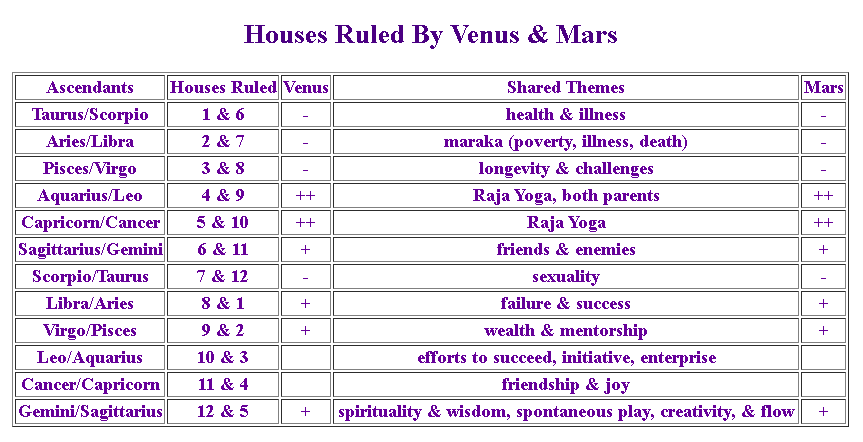 Houses Ruled By Venus & Mars
Ascendants Houses Ruled Venus Shared Themes Mars
Taurus/Scorpio 1 & 6 - health & illness -
Aries/Libra 2 & 7 - maraka (poverty, illness, death) -
Pisces/Virgo 3 & 8 - longevity & challenges -
Aquarius/Leo 4 & 9 ++ Raja Yoga, both parents ++
Capricorn/Cancer 5 & 10 ++ Raja Yoga ++
Sagittarius/Gemini 6 & 11 + friends & enemies +
Scorpio/Taurus 7 & 12 - sexuality -
Libra/Aries 8 & 1 + failure & success +
Virgo/Pisces 9 & 2 + wealth & mentorship +
Leo/Aquarius 10 & 3 efforts to succeed, initiative, enterprise
Cancer/Capricorn 11 & 4 friendship & joy
Gemini/Sagittarius 12 & 5 + spirituality & wisdom, spontaneous play, creativity, & flow +